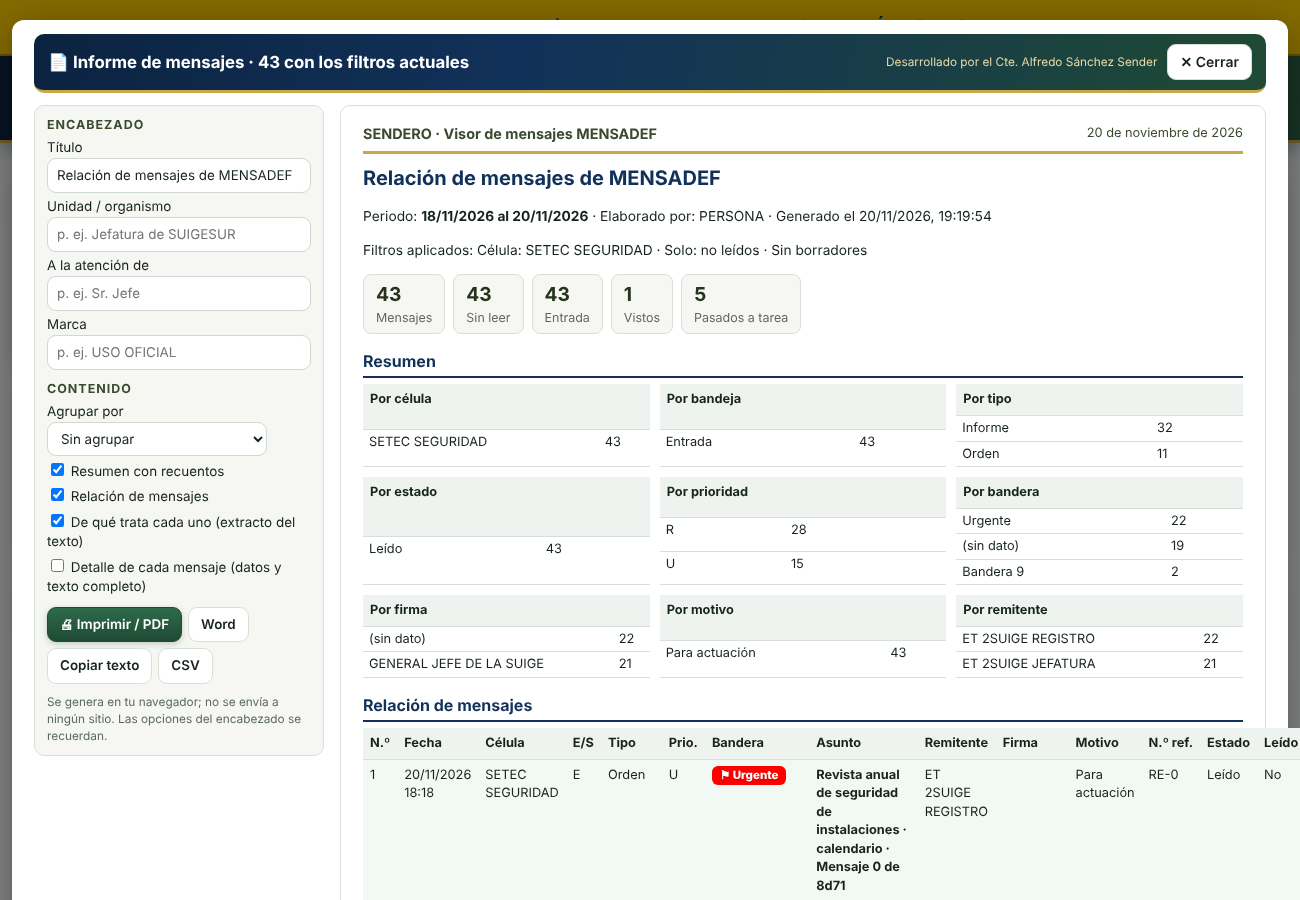 📄 Informe de mensajes · 43 con los filtros actuales
Desarrollado por el Cte. Alfredo Sánchez Sender
✕ Cerrar
ENCABEZADO
Título
Relación de mensajes de MENSADEF
Unidad / organismo
p. ej. Jefatura de SUIGESUR
A la atención de
p. ej. Sr. Jefe
Marca
p. ej. USO OFICIAL
CONTENIDO
Agrupar por
Sin agrupar
Resumen con recuentos
Relación de mensajes
De qué trata cada uno (extracto del
texto)
Detalle de cada mensaje (datos y
texto completo)
🖨 Imprimir / PDF
Word
Copiar texto
CSV
Se genera en tu navegador; no se envía a
ningún sitio. Las opciones del encabezado se
recuerdan.
SENDERO · Visor de mensajes MENSADEF
20 de noviembre de 2026
Relación de mensajes de MENSADEF
Periodo: 18/11/2026 al 20/11/2026 · Elaborado por: PERSONA · Generado el 20/11/2026, 19:19:54
Filtros aplicados: Célula: SETEC SEGURIDAD · Solo: no leídos · Sin borradores
43 43 43 1 5
Mensajes Sin leer Entrada Vistos Pasados a tarea
Resumen
Por célula
SETEC SEGURIDAD 43
Por bandeja
Entrada 43
Por tipo
Informe 32
Orden 11
Por estado
Leído 43
Por prioridad
R 28
U 15
Por bandera
Urgente 22
(sin dato) 19
Bandera 9 2
Por firma
(sin dato) 22
GENERAL JEFE DE LA SUIGE 21
Por motivo
Para actuación 43
Por remitente
ET 2SUIGE REGISTRO 22
ET 2SUIGE JEFATURA 21
Relación de mensajes
N.º Fecha Célula E/S Tipo Prio. Bandera Asunto Remitente Firma Motivo N.º ref. Estado Leído
1 20/11/2026 SETEC E Orden U ⚑ Urgente Revista anual ET Para RE-0 Leído No
18:18 SEGURIDAD de seguridad 2SUIGE actuación
de REGISTRO
instalaciones ·
calendario ·
Mensaje 0 de
8d71